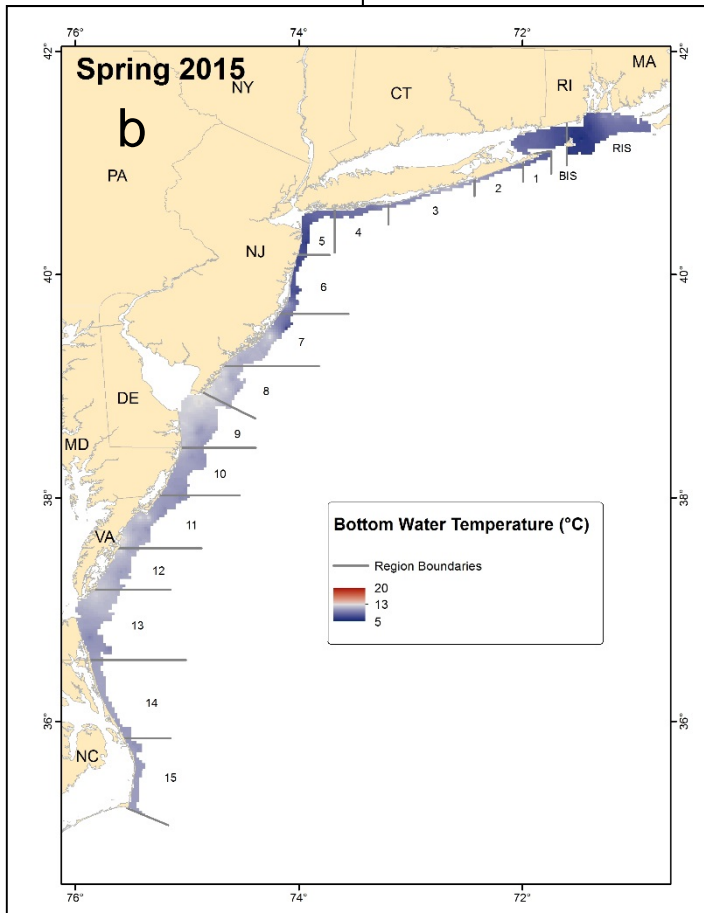 76° 74° 72°
42° 42°
Spring 2015
MA
NY
CT
RI
b
RIS
PA
BIS
1
2
3
4
5
NJ
40° 40°
6
7
DE
8
9
MD
10
38° 38°
11
VA
12
13
Bottom Water Temperature (°C)
Region Boundaries
20
13
5
14
36° 36°
NC
15
76° 74° 72°